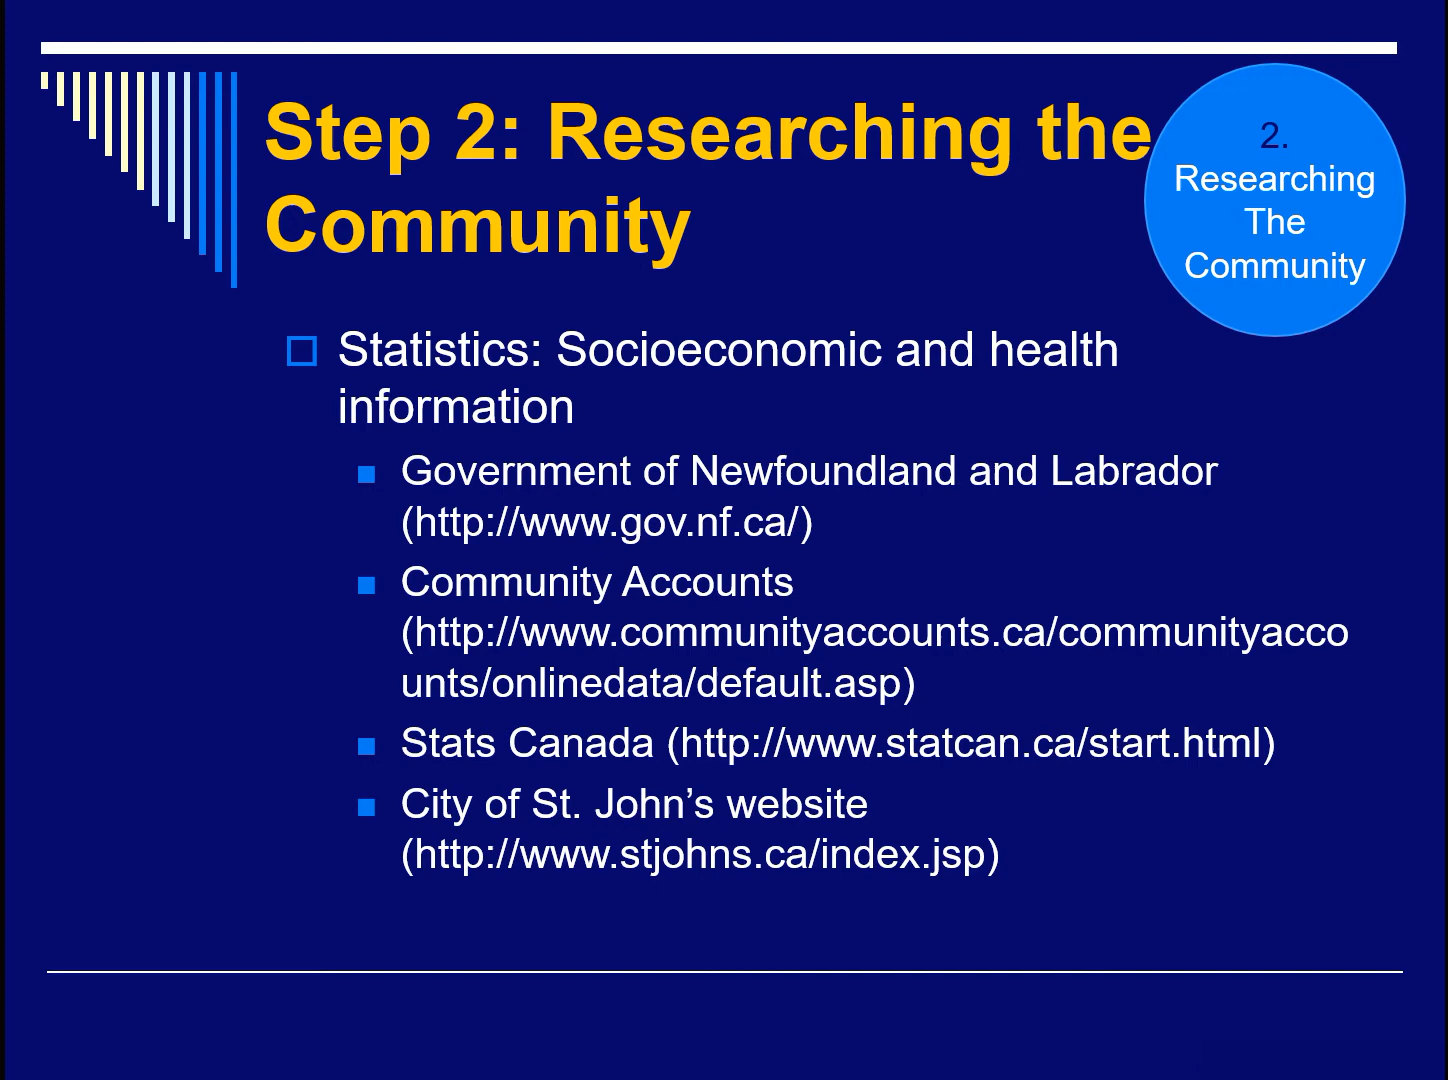 Step 2: Researching the
Community
2.
Researching
The
Community
Statistics: Socioeconomic and health
information
Government of Newfoundland and Labrador
(http://www.gov.nf.ca/)
Community Accounts
(http://www.communityaccounts.ca/communityacco
unts/onlinedata/default.asp)
Stats Canada (http://www.statcan.ca/start.html)
City of St. John’s website
(http://www.stjohns.ca/index.jsp)